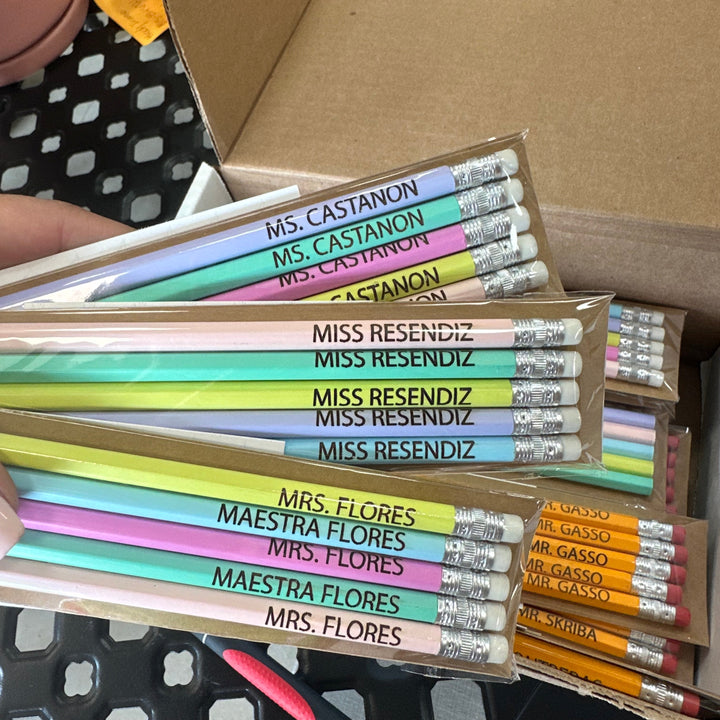 MS. CASTANON
MS. CASTANON
MS. CASTANON
CASTANON
CASTANON
MISS RESENDIZ
MISS RESENDIZ
MISS RESENDIZ
MISS RESENDIZ
MISS RESENDIZ
MRS. FLORES
MAESTRA FLORES
MRS. FLORES
MAESTRA FLORES
MRS. FLORES
MR. GASSO
MR. GASSO
MR. GASSO
MR. GASSO
MR. GASSO
MR. SKRIBA